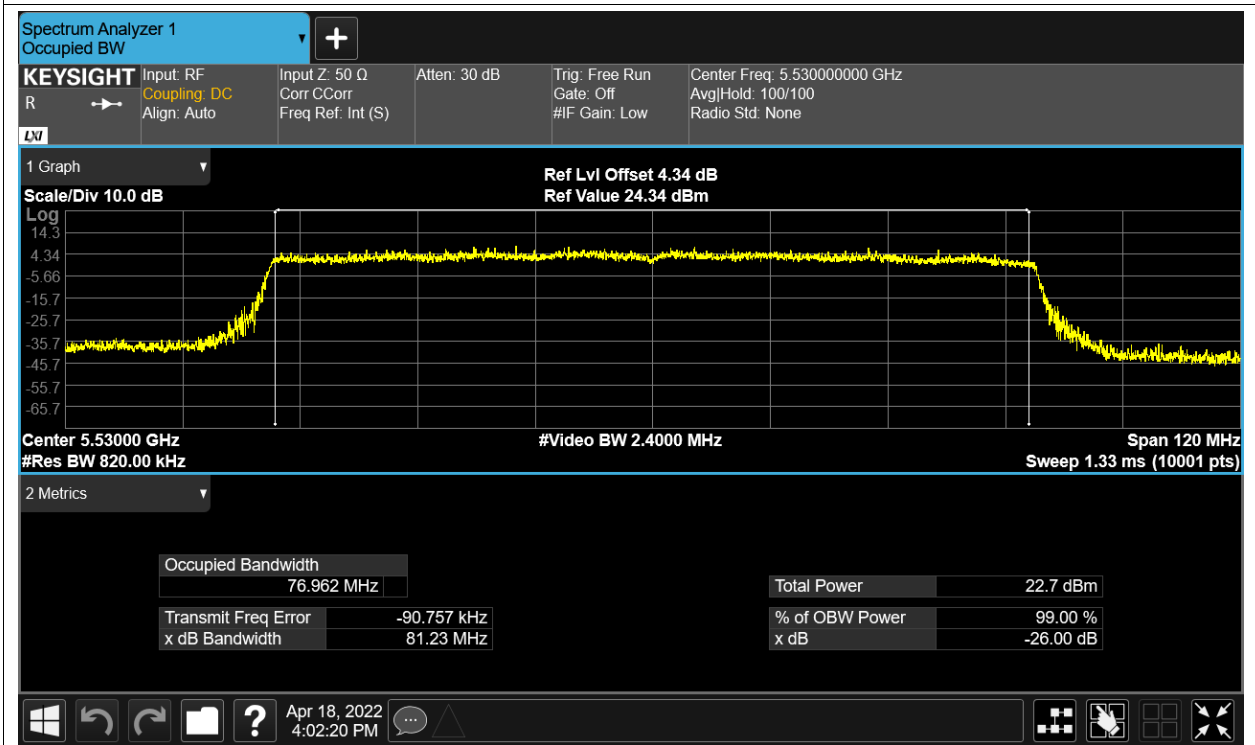 Spectrum Analyzer 1
Occupied BW
KEYSIGHT
R
LXI
Input: RF
Coupling: DC
Align: Auto
Input Z: 50 Ω
Corr CCorr
Freq Ref: Int (S)
Atten: 30 dB
Trig: Free Run
Gate: Off
#IF Gain: Low
Center Freq: 5.530000000 GHz
Avg|Hold: 100/100
Radio Std: None
1 Graph
Scale/Div 10.0 dB
Ref Lvl Offset 4.34 dB
Ref Value 24.34 dBm
Log
14.3
4.34
-5.66
-15.7
-25.7
-35.7
-45.7
-55.7
-65.7
Center 5.53000 GHz
#Video BW 2.4000 MHz
Span 120 MHz
#Res BW 820.00 kHz
Sweep 1.33 ms (10001 pts)
2 Metrics
Occupied Bandwidth
76.962 MHz
Total Power 22.7 dBm
Transmit Freq Error -90.757 kHz
% of OBW Power 99.00 %
x dB Bandwidth 81.23 MHz
x dB -26.00 dB
?
Apr 18, 2022
4:02:20 PM